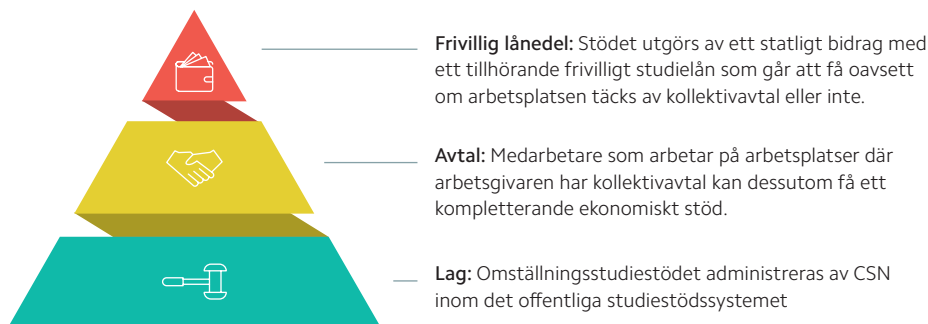 Frivillig lånedel: Stödet utgörs av ett statligt bidrag med
ett tillhörande frivilligt studielån som går att få oavsett
om arbetsplatsen täcks av kollektivavtal eller inte.
Avtal: Medarbetare som arbetar på arbetsplatser där
arbetsgivaren har kollektivavtal kan dessutom få ett
kompletterande ekonomiskt stöd.
Lag: Omställningsstudiestödet administreras av CSN
inom det offentliga studiestödssystemet